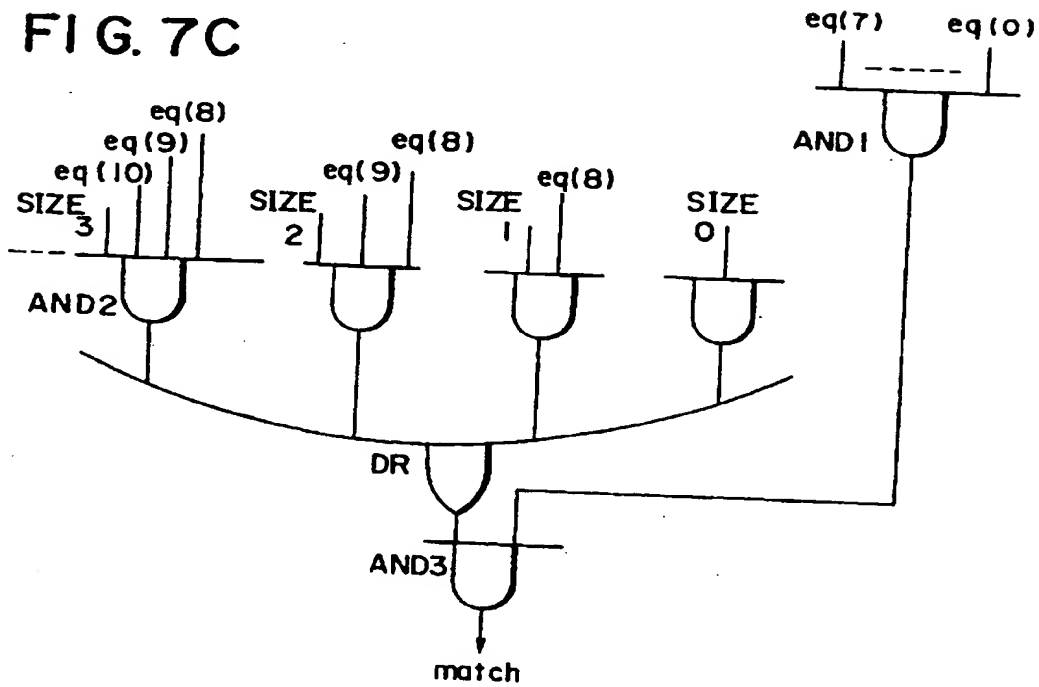 FIG. 7C
eq(7) eq(0)
AND1
eq(8)
eq(9)
eq(10)
SIZE
3
eq(8)
eq(9)
SIZE
2
eq(8)
SIZE
1
SIZE
0
AND2
DR
AND3
match